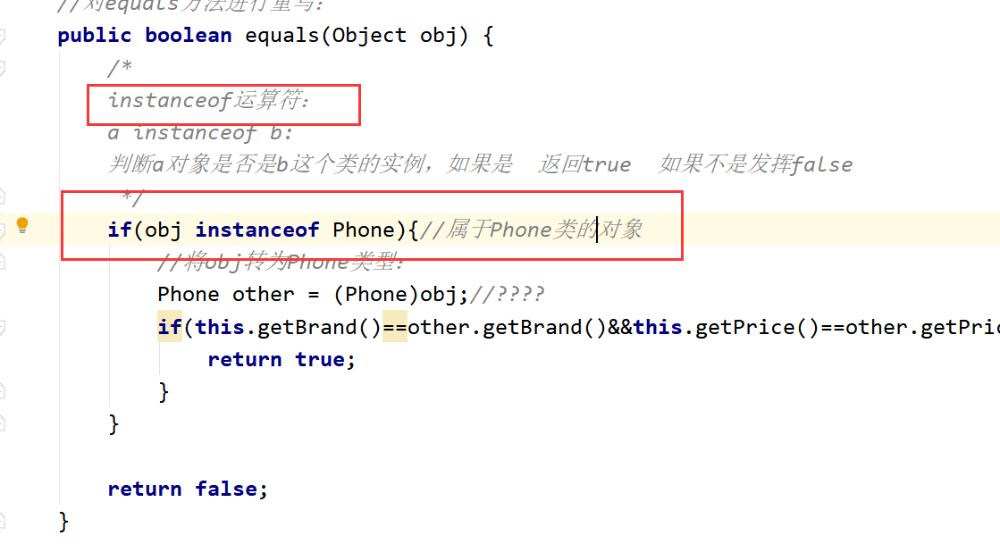 //对equals方法进行重写：
public boolean equals(Object obj) {
/*
instanceof运算符：
a instanceof b:
判断a对象是否是b这个类的实例，如果是  返回true  如果不是发挥false
*/
if(obj instanceof Phone){//属于Phone类的对象
//将obj转为Phone类型：
Phone other = (Phone)obj;//????
if(this.getBrand()==other.getBrand()&&this.getPrice()==other.getPric
return true;
}
}
return false;
}